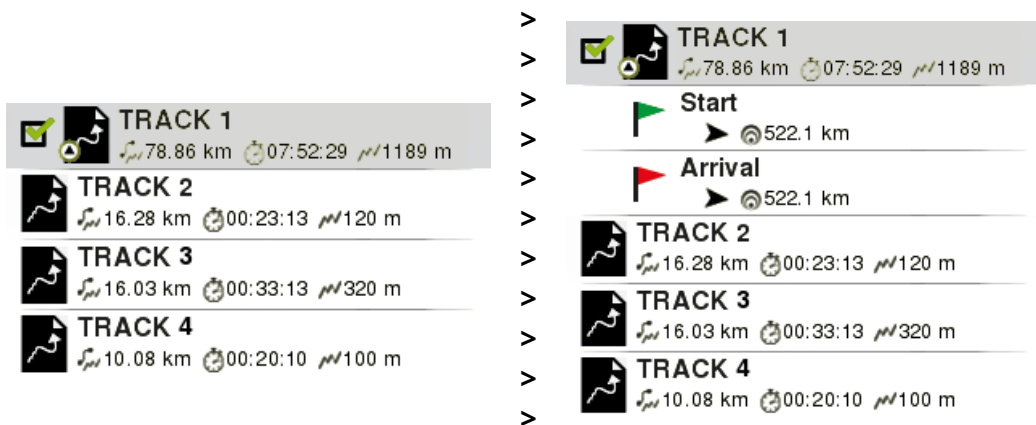 TRACK 1
78.86 km 07:52:29 1189 m
TRACK 2
16.28 km 00:23:13 120 m
TRACK 3
16.03 km 00:33:13 320 m
TRACK 4
10.08 km 00:20:10 100 m
>
>
>
>
>
>
>
>
>
>
>
TRACK 1
78.86 km 07:52:29 1189 m
Start
522.1 km
Arrival
522.1 km
TRACK 2
16.28 km 00:23:13 120 m
TRACK 3
16.03 km 00:33:13 320 m
TRACK 4
10.08 km 00:20:10 100 m